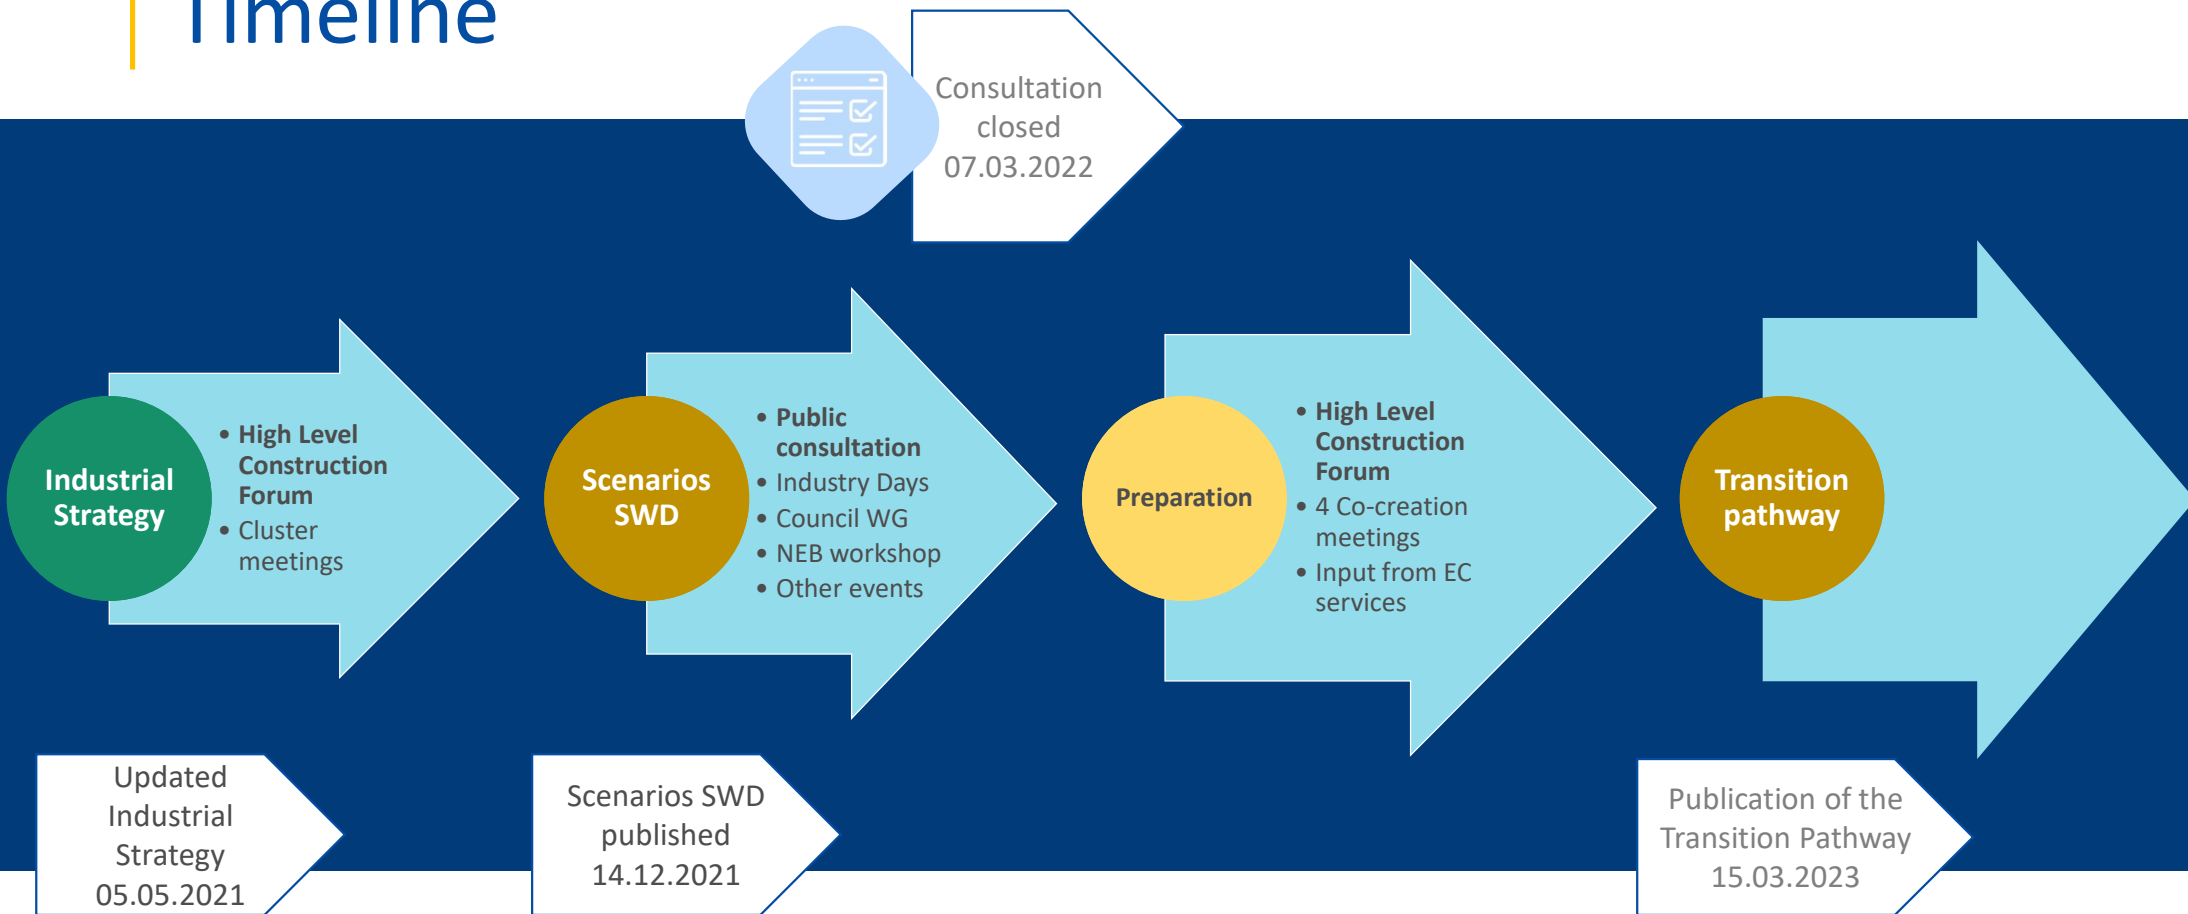 Timeline
Consultation
closed
07.03.2022
Industrial
Strategy
• High Level
Construction
Forum
• Cluster
meetings
Scenarios
SWD
• Public
consultation
• Industry Days
• Council WG
• NEB workshop
• Other events
Preparation
• High Level
Construction
Forum
• 4 Co-creation
meetings
• Input from EC
services
Transition
pathway
Updated
Industrial
Strategy
05.05.2021
Scenarios SWD
published
14.12.2021
Publication of the
Transition Pathway
15.03.2023